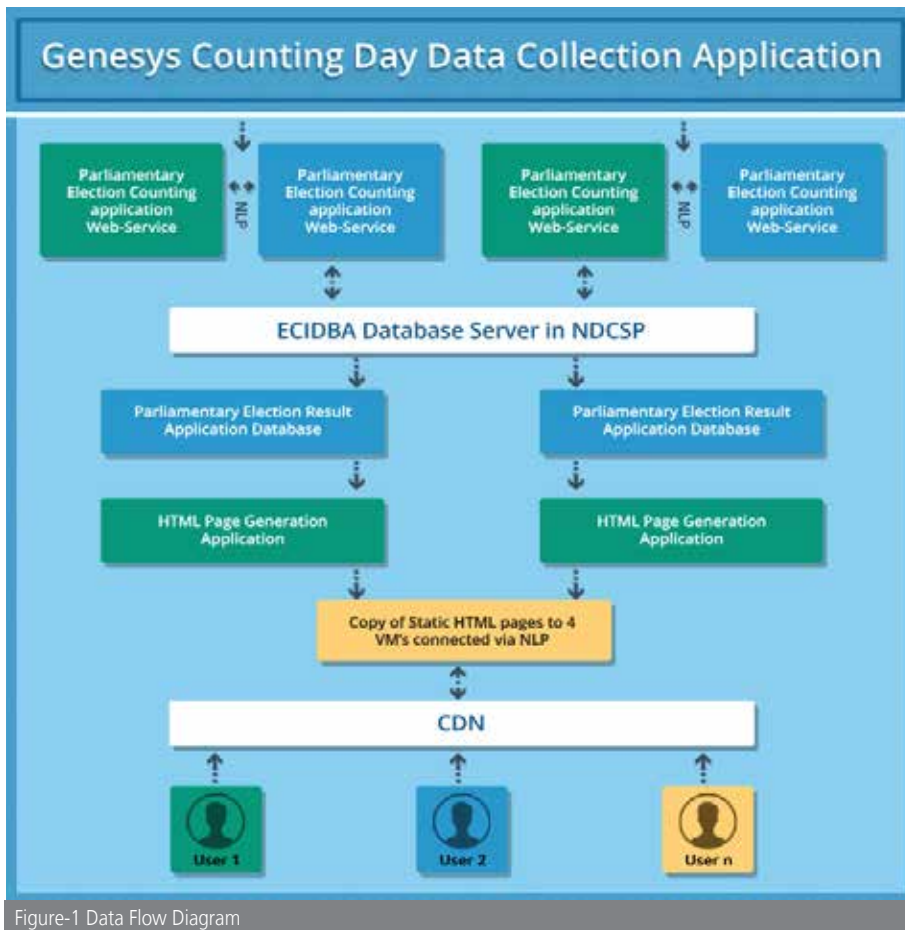 Genesys Counting Day Data Collection Application
Parliamentary
Election Counting
application
Web-Service
NLP
Parliamentary
Election Counting
application
Web-Service
Parliamentary
Election Counting
application
Web-Service
NLP
Parliamentary
Election Counting
application
Web-Service
ECIDBA Database Server in NDCSP
Parliamentary Election Result
Application Database
Parliamentary Election Result
Application Database
HTML Page Generation
Application
HTML Page Generation
Application
Copy of Static HTML pages to 4
VM's connected via NLP
CDN
User 1
User 2
User n
Figure-1 Data Flow Diagram